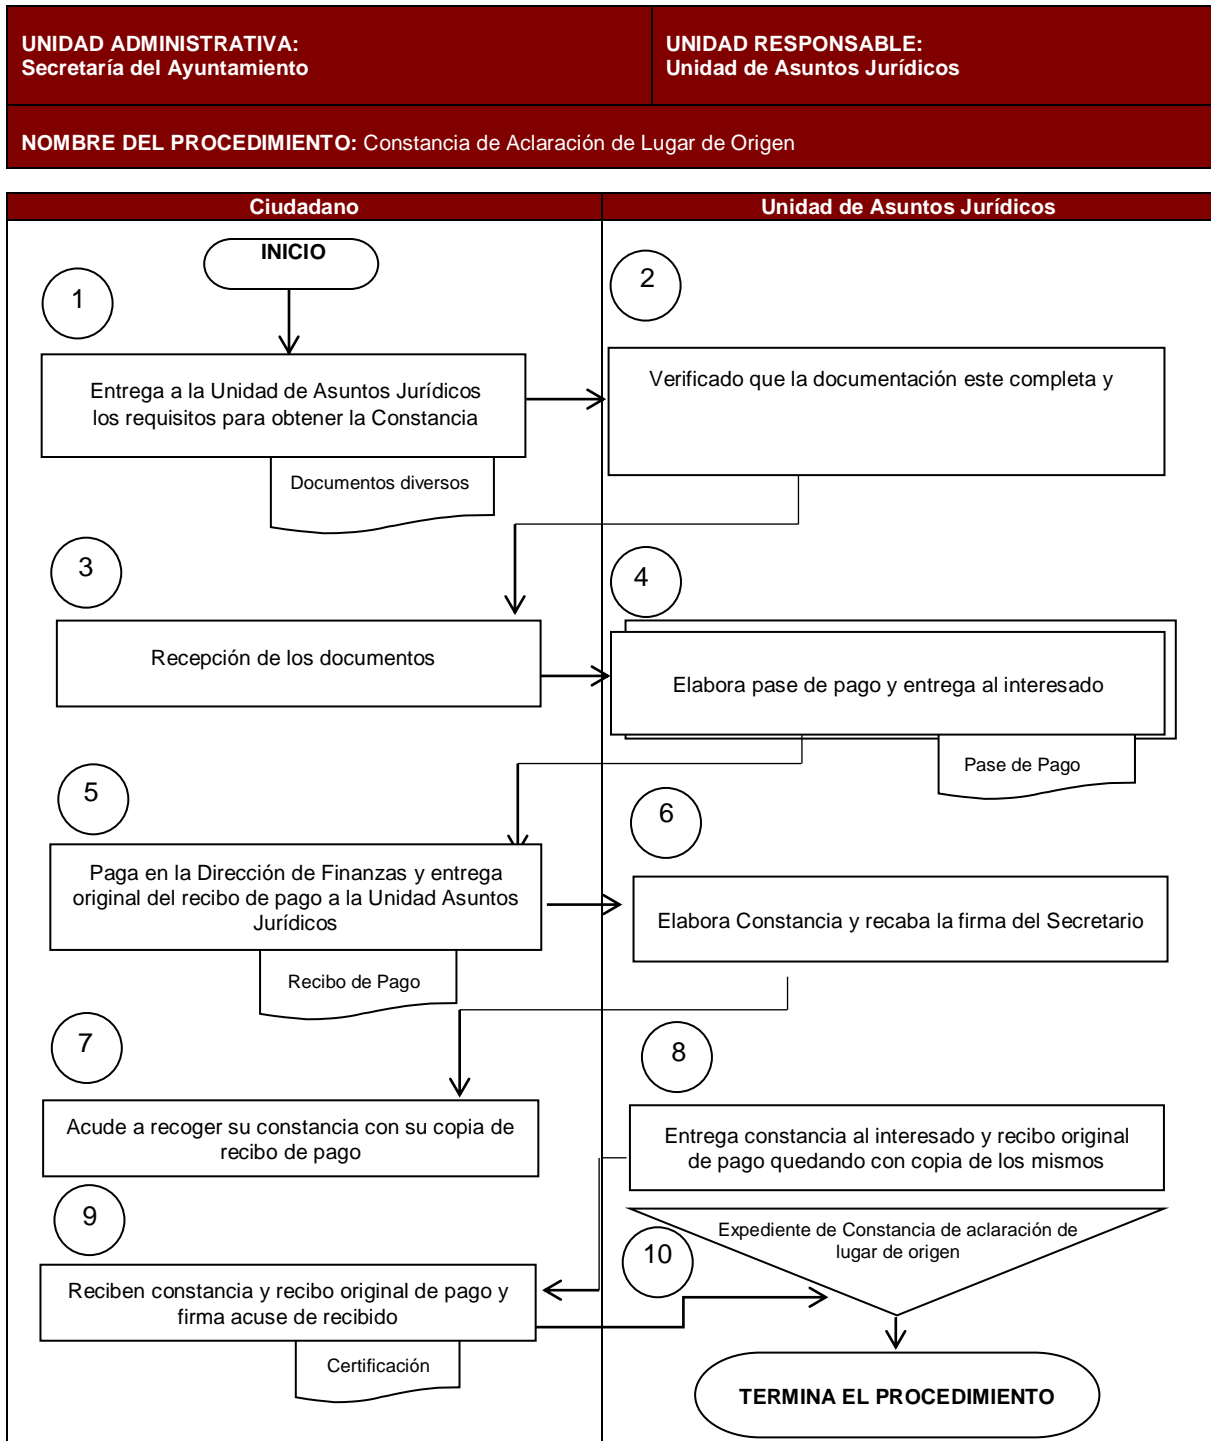 UNIDAD ADMINISTRATIVA:
Secretaría del Ayuntamiento
UNIDAD RESPONSABLE:
Unidad de Asuntos Jurídicos
NOMBRE DEL PROCEDIMIENTO: Constancia de Aclaración de Lugar de Origen
Ciudadano
Unidad de Asuntos Jurídicos
INICIO
1
2
Entrega a la Unidad de Asuntos Jurídicos
los requisitos para obtener la Constancia
Verificado que la documentación este completa y
Documentos diversos
3
4
Recepción de los documentos
Elabora pase de pago y entrega al interesado
Pase de Pago
5
6
Paga en la Dirección de Finanzas y entrega
original del recibo de pago a la Unidad Asuntos
Jurídicos
Elabora Constancia y recaba la firma del Secretario
Recibo de Pago
7
8
Acude a recoger su constancia con su copia de
recibo de pago
Entrega constancia al interesado y recibo original
de pago quedando con copia de los mismos
9
10
Expediente de Constancia de aclaración de
lugar de origen
Reciben constancia y recibo original de pago y
firma acuse de recibido
Certificación
TERMINA EL PROCEDIMIENTO